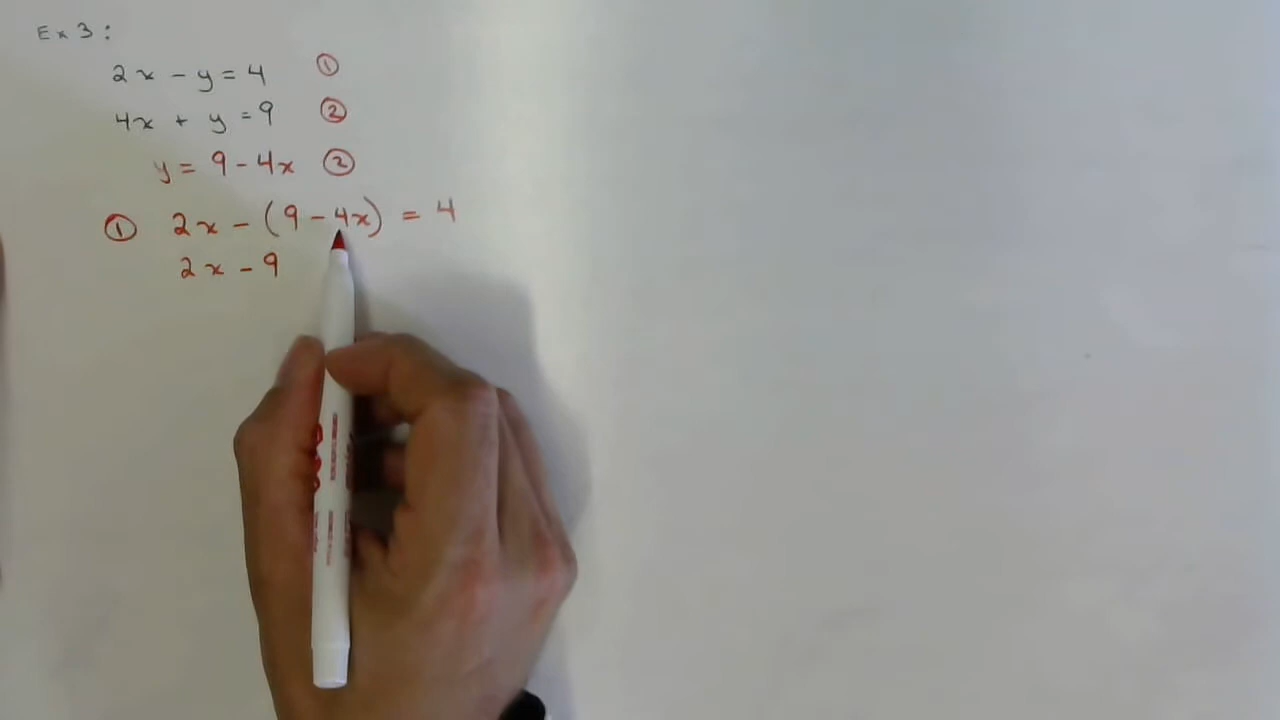 Ex 3:
2x - y = 4 ①
4x + y = 9 ②
y = 9 - 4x ②
① 2x - (9 - 4x) = 4
2x - 9